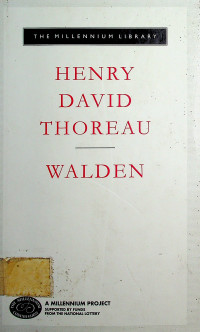 THE MILLENNIUM LIBRARY
HENRY
DAVID
THOREAU
WALDEN
A MILLENNIUM PROJECT
SUPPORTED BY FUNDS
FROM THE NATIONAL LOTTERY